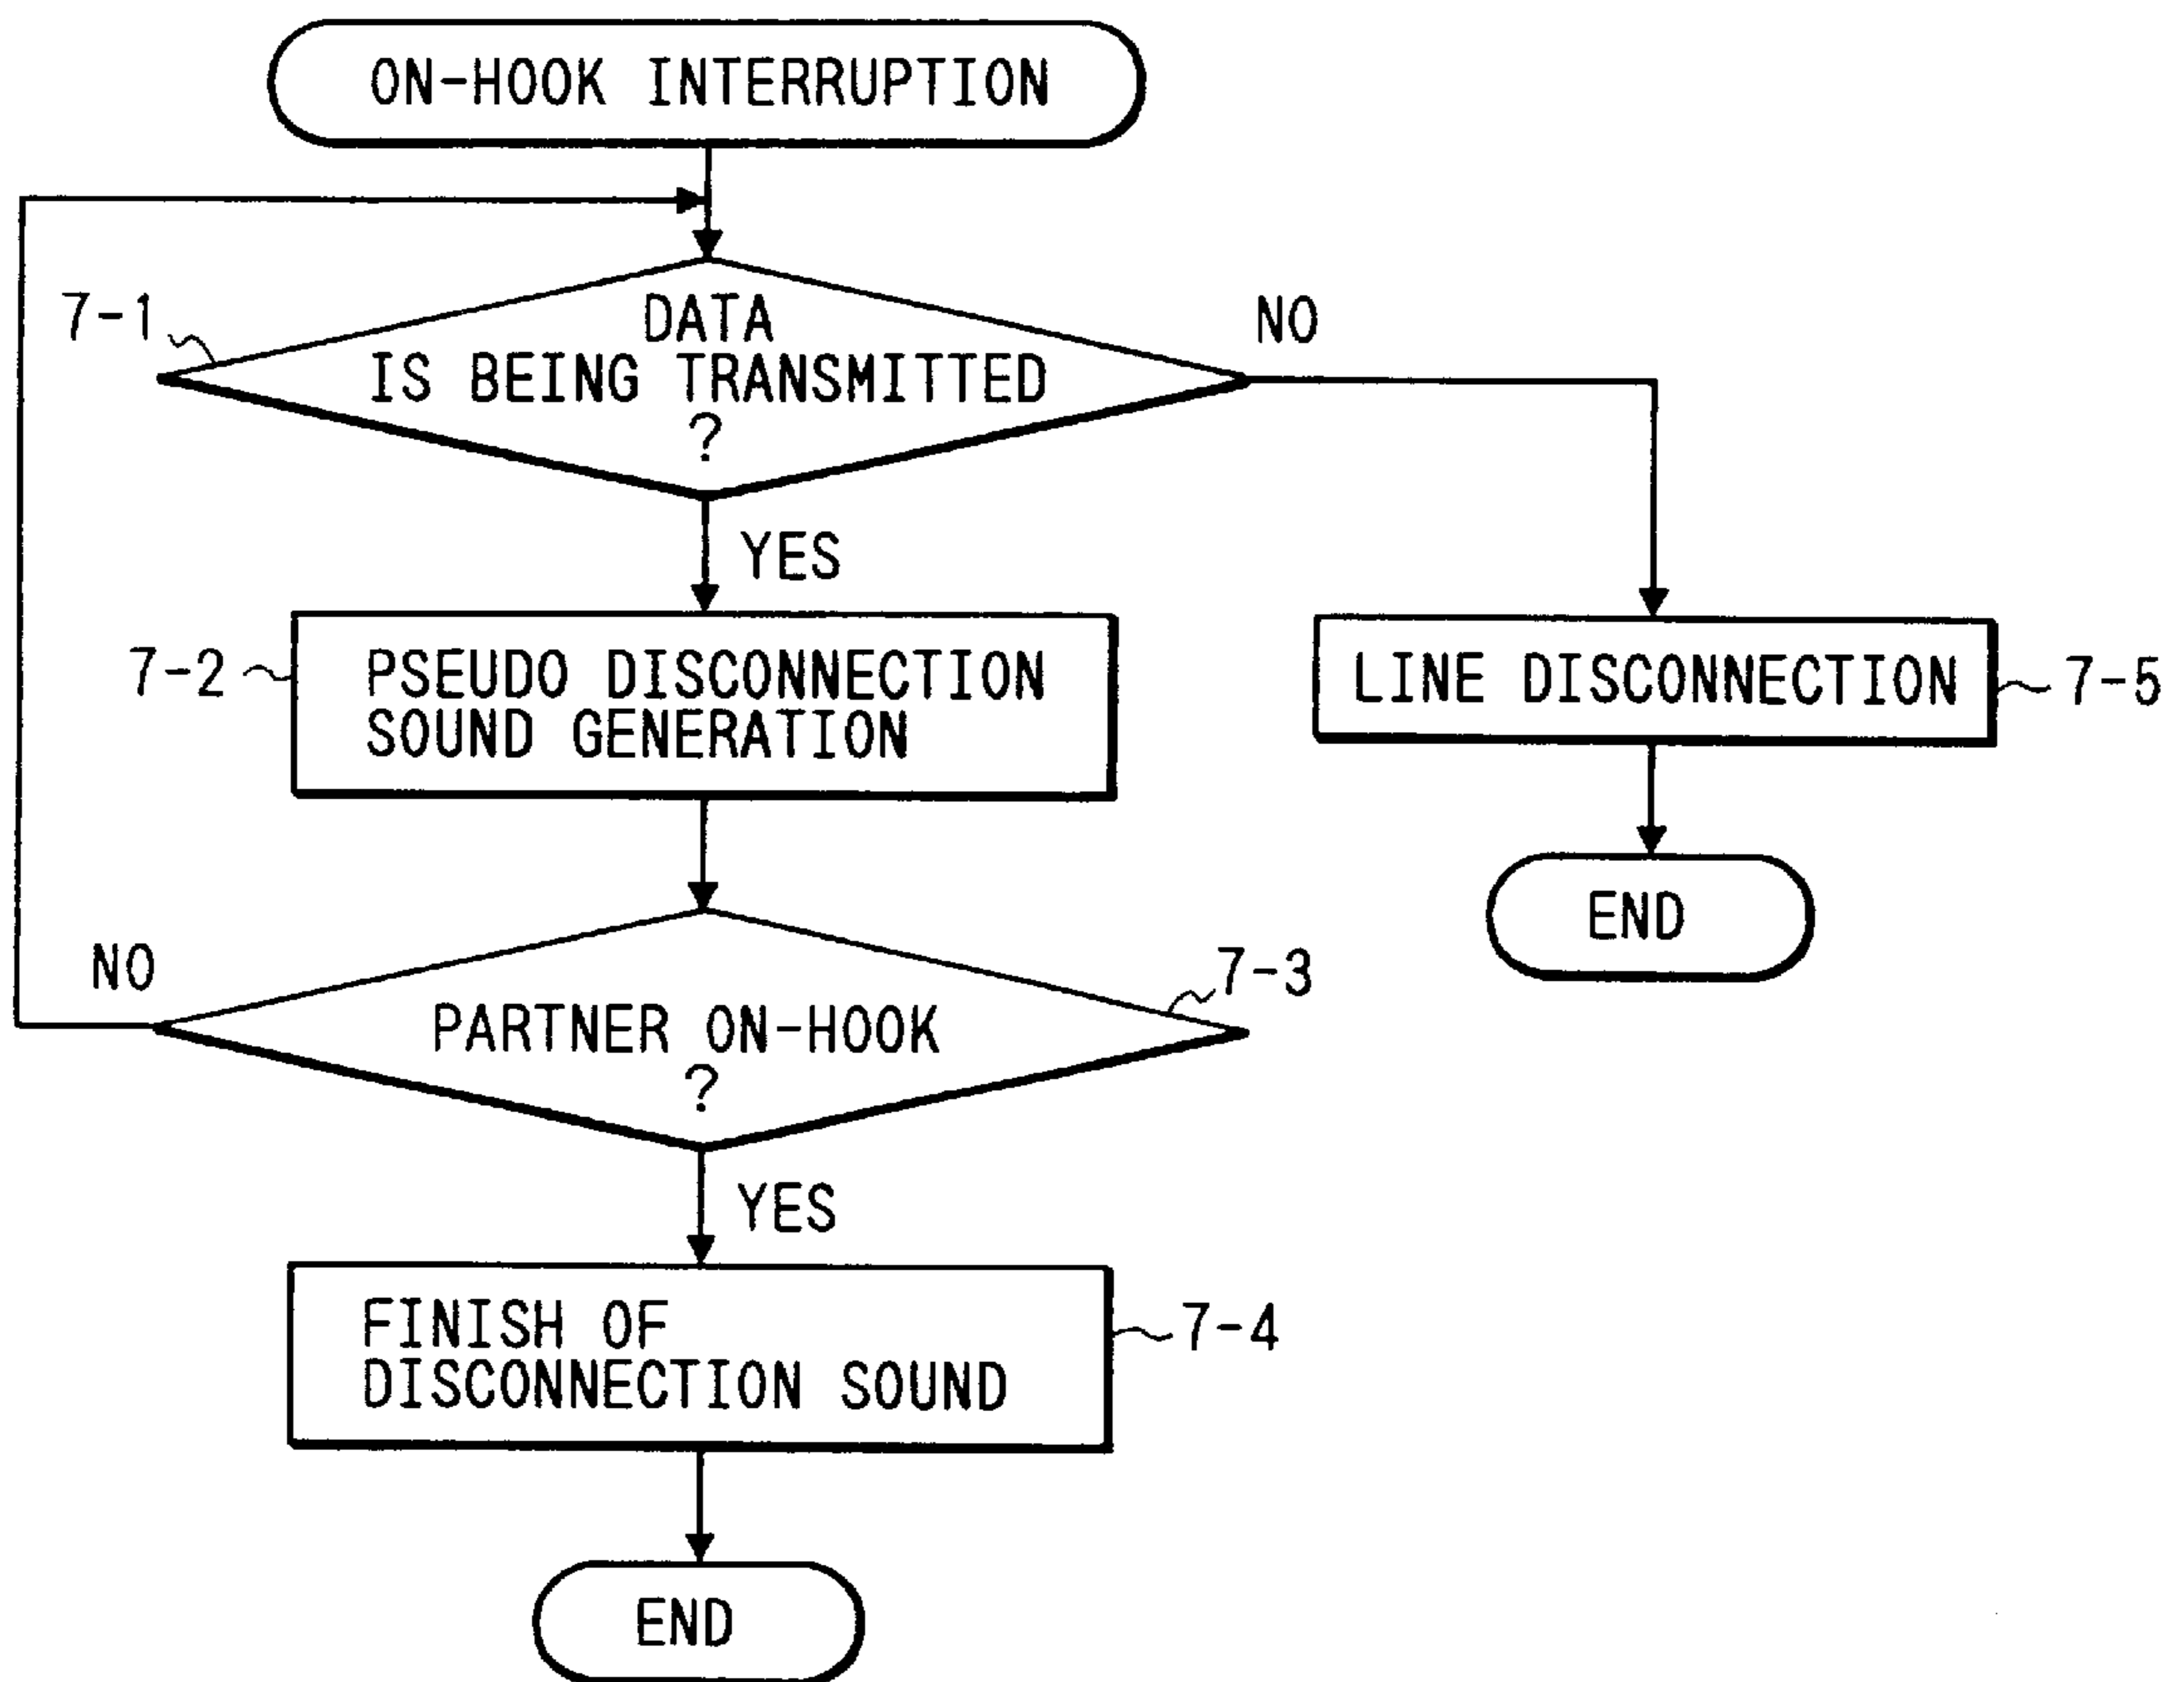 ON-HOOK INTERRUPTION
7-1
DATA
IS BEING TRANSMITTED
?
NO
YES
7-2
PSEUDO DISCONNECTION
SOUND GENERATION
LINE DISCONNECTION
7-5
END
NO
7-3
PARTNER ON-HOOK
?
YES
FINISH OF
DISCONNECTION SOUND
7-4
END